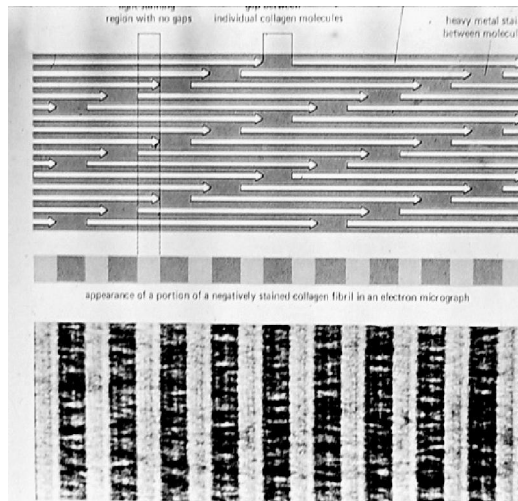 region with no gaps
individual collagen molecules
heavy metal stai
between molecul
appearance of a portion of a negatively stained collagen fibril in an electron micrograph